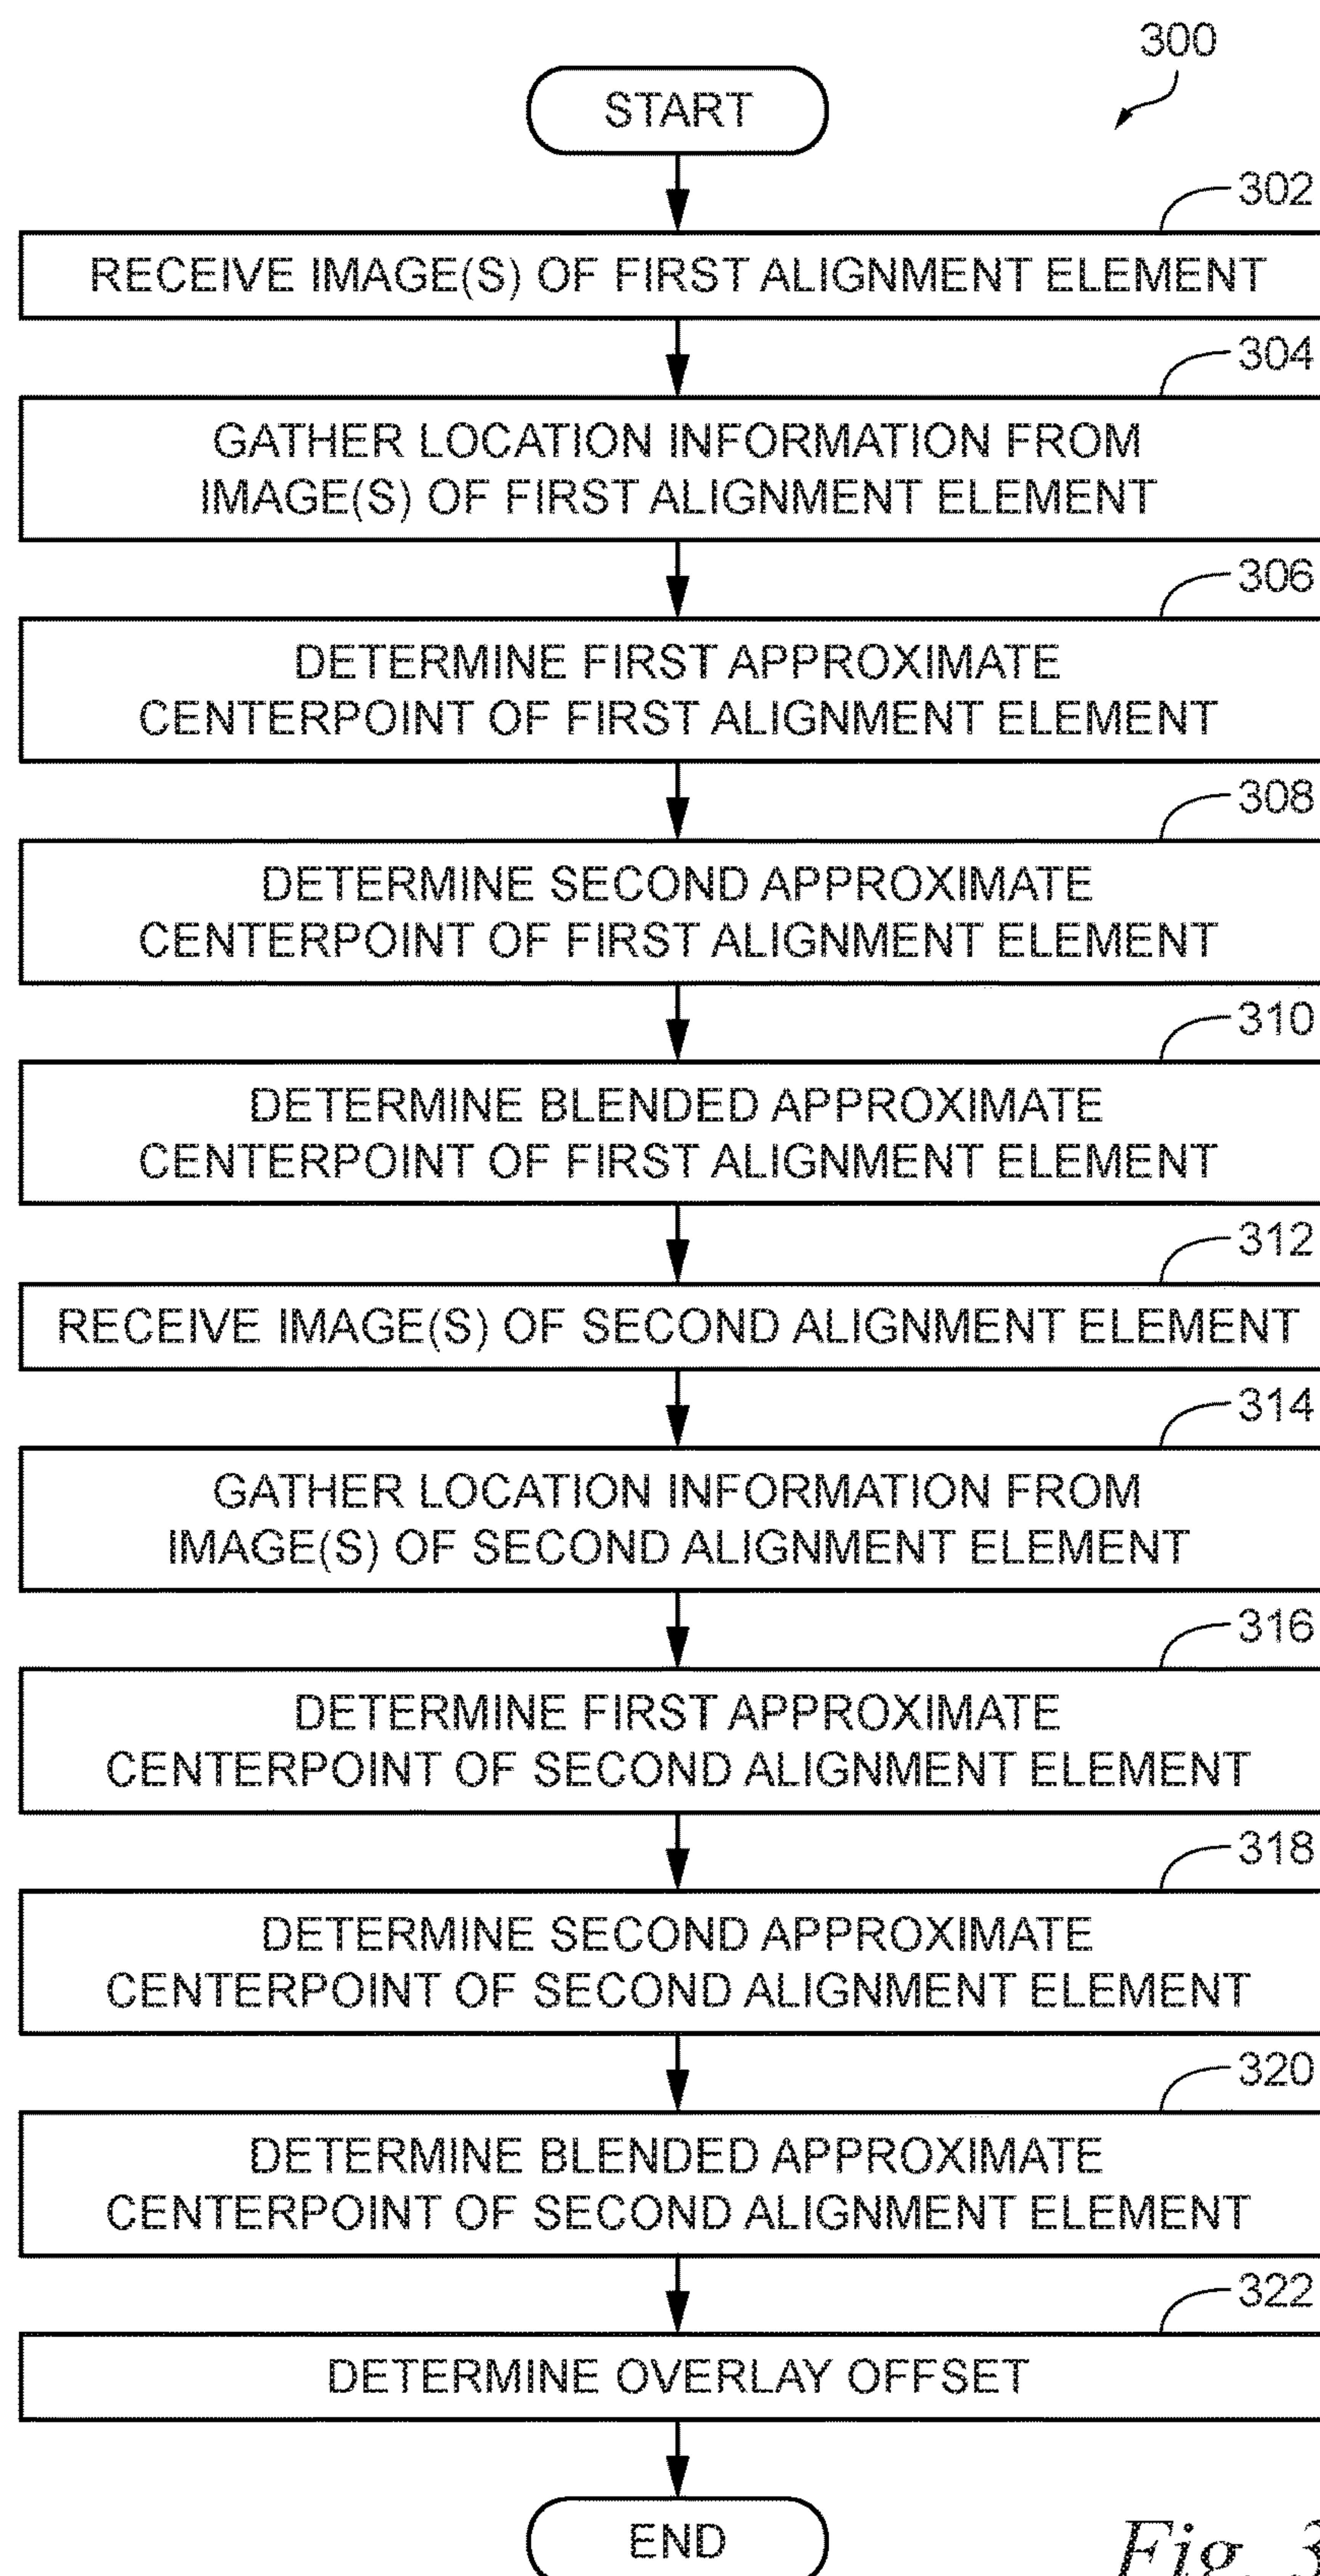 300
START
302
RECEIVE IMAGE(S) OF FIRST ALIGNMENT ELEMENT
304
GATHER LOCATION INFORMATION FROM
IMAGE(S) OF FIRST ALIGNMENT ELEMENT
306
DETERMINE FIRST APPROXIMATE
CENTERPOINT OF FIRST ALIGNMENT ELEMENT
308
DETERMINE SECOND APPROXIMATE
CENTERPOINT OF FIRST ALIGNMENT ELEMENT
310
DETERMINE BLENDED APPROXIMATE
CENTERPOINT OF FIRST ALIGNMENT ELEMENT
312
RECEIVE IMAGE(S) OF SECOND ALIGNMENT ELEMENT
314
GATHER LOCATION INFORMATION FROM
IMAGE(S) OF SECOND ALIGNMENT ELEMENT
316
DETERMINE FIRST APPROXIMATE
CENTERPOINT OF SECOND ALIGNMENT ELEMENT
318
DETERMINE SECOND APPROXIMATE
CENTERPOINT OF SECOND ALIGNMENT ELEMENT
320
DETERMINE BLENDED APPROXIMATE
CENTERPOINT OF SECOND ALIGNMENT ELEMENT
322
DETERMINE OVERLAY OFFSET
END
Fig. 3